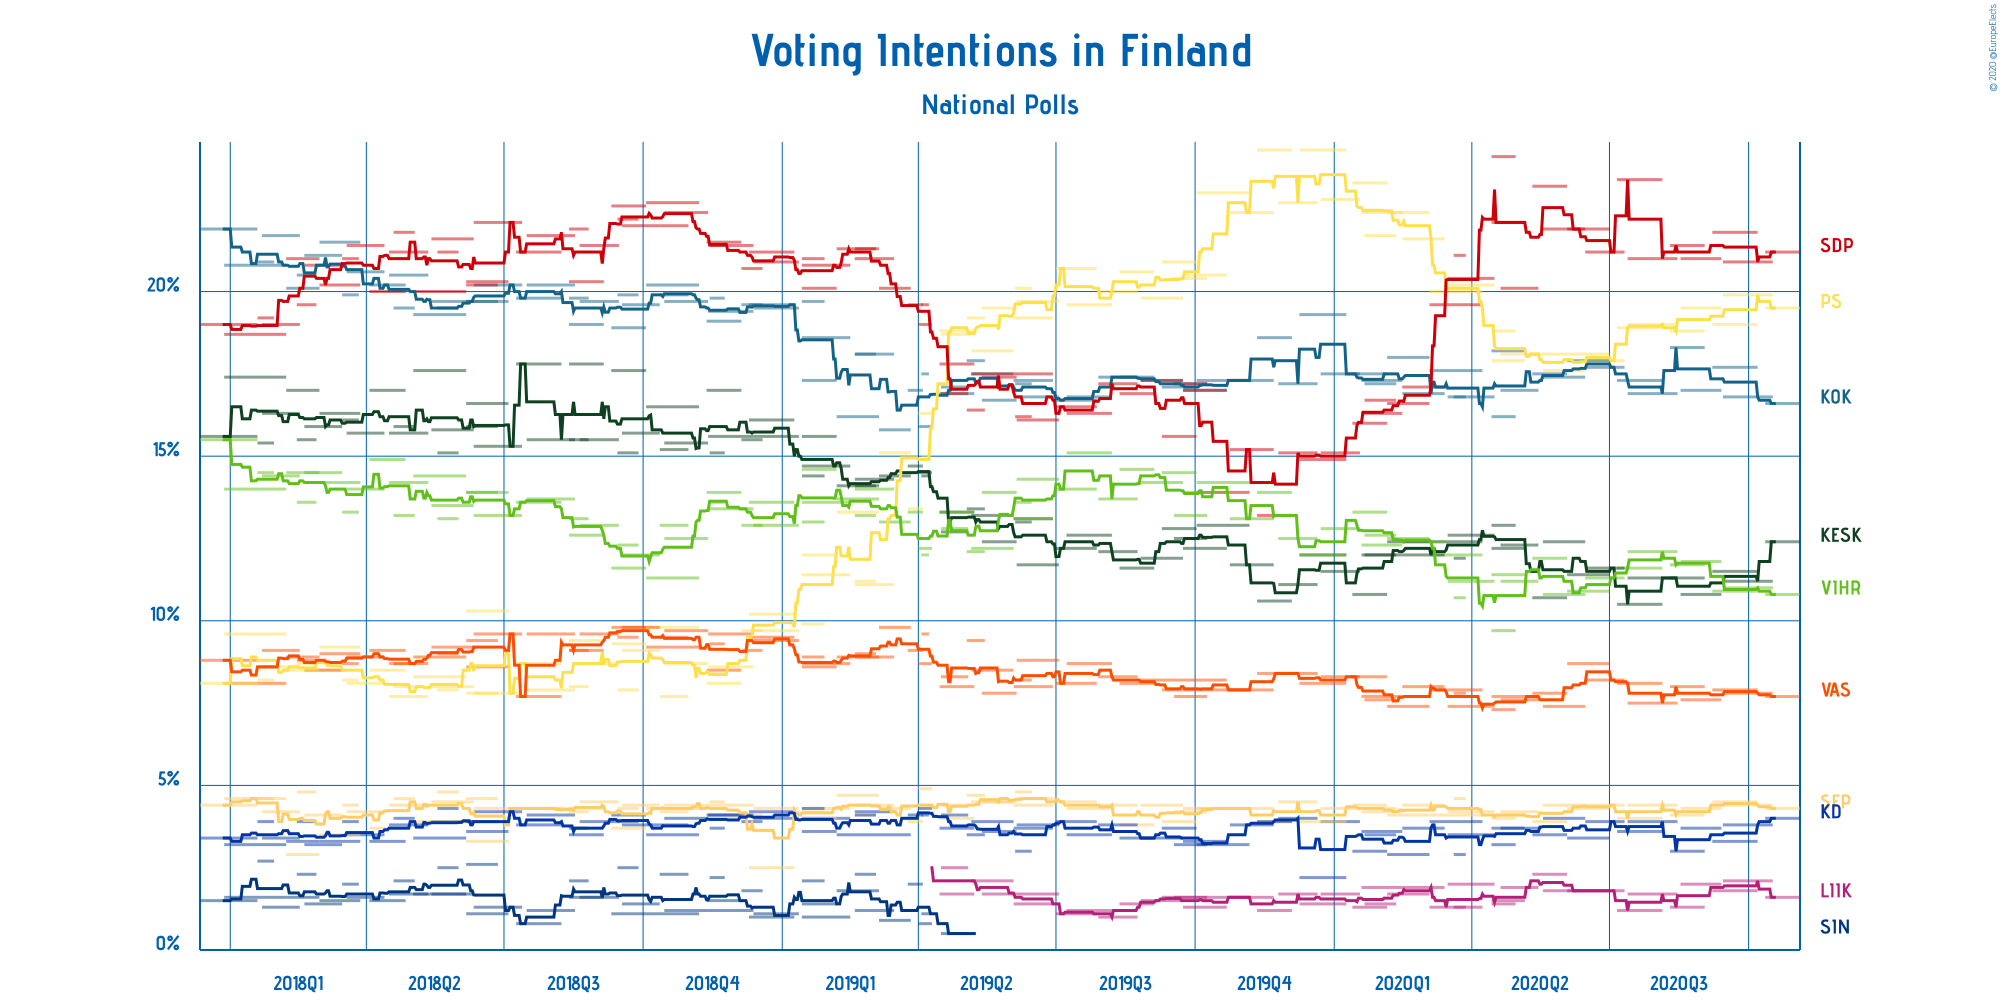 Voting Intentions in Finland
National Polls
© 2020 @EuropeElects
20%
15%
10%
5%
0%
SDP
PS
KOK
KESK
VIHR
VAS
SFP
KD
LIIK
SIN
2018Q1 2018Q2 2018Q3 2018Q4 2019Q1 2019Q2 2019Q3 2019Q4 2020Q1 2020Q2 2020Q3